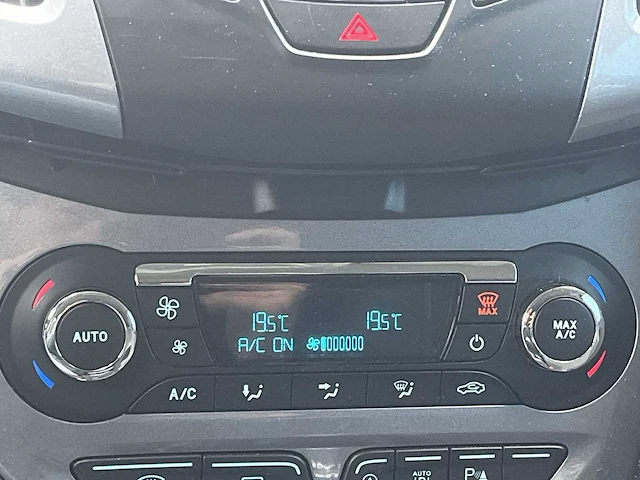 19.5°C 19.5°C
MAX
AUTO
MAX
A/C
A/C ON
A/C
AUTO
P